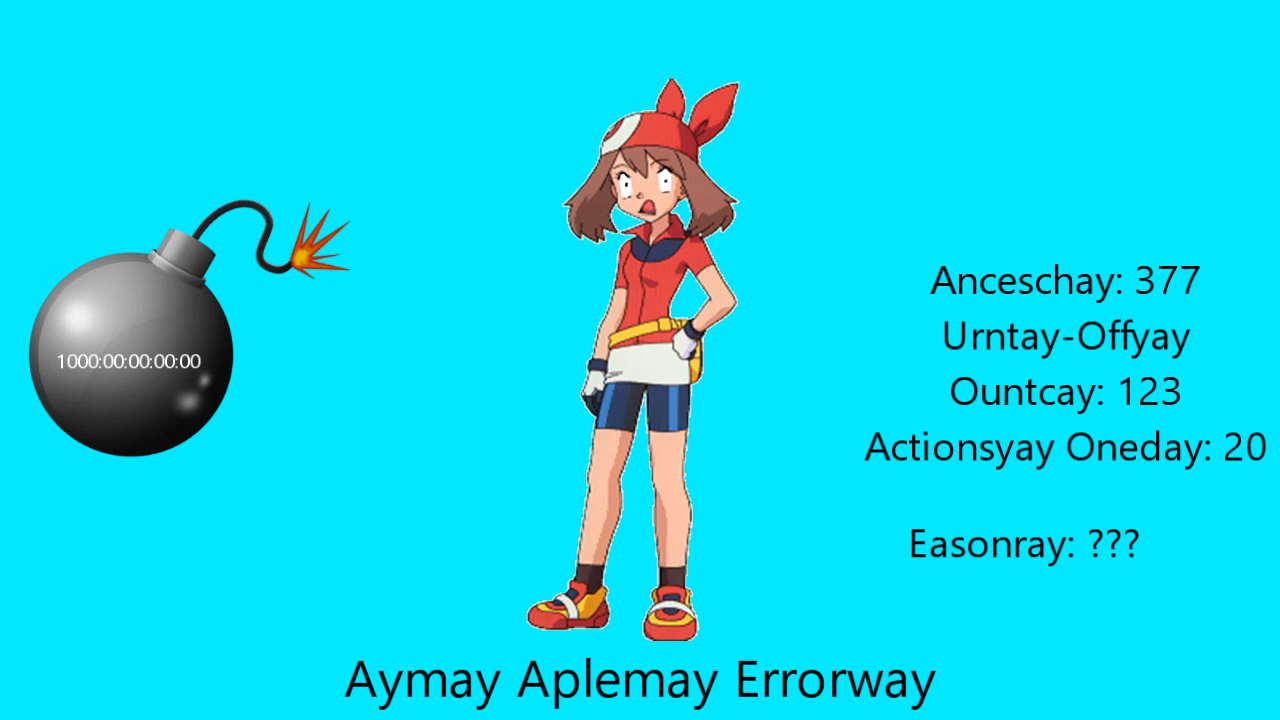 1000:00:00:00:00
Anceschay: 377
Urntay-Offyay
Ountcay: 123
Actionsyay Oneday: 20
Easonray: ???
Aymay Aplemay Errorway